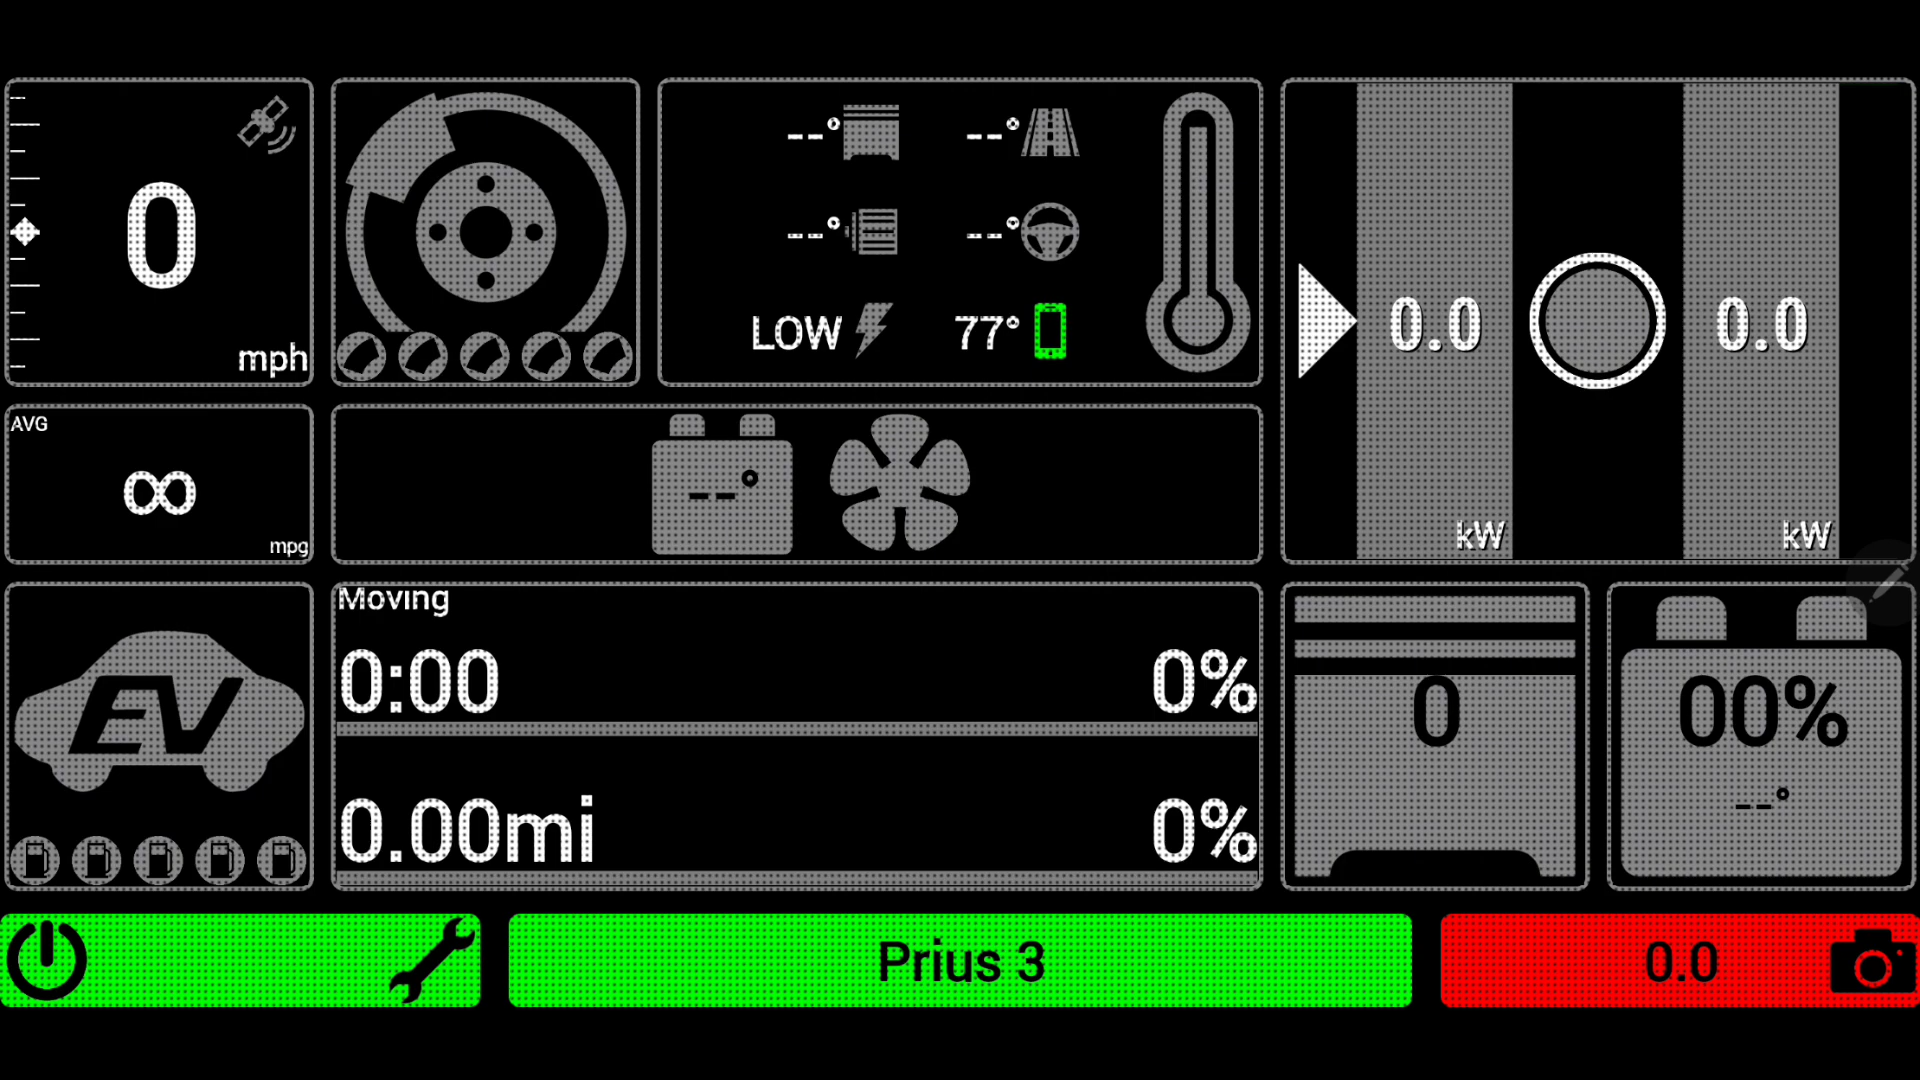 0
mph
--°
--°
--°
--°
LOW
77°
0.0
kW
0.0
kW
AVG
∞
mpg
--°
EV
Moving
0:00
0%
0.00mi
0%
0
00%
--°
Prius 3
0.0